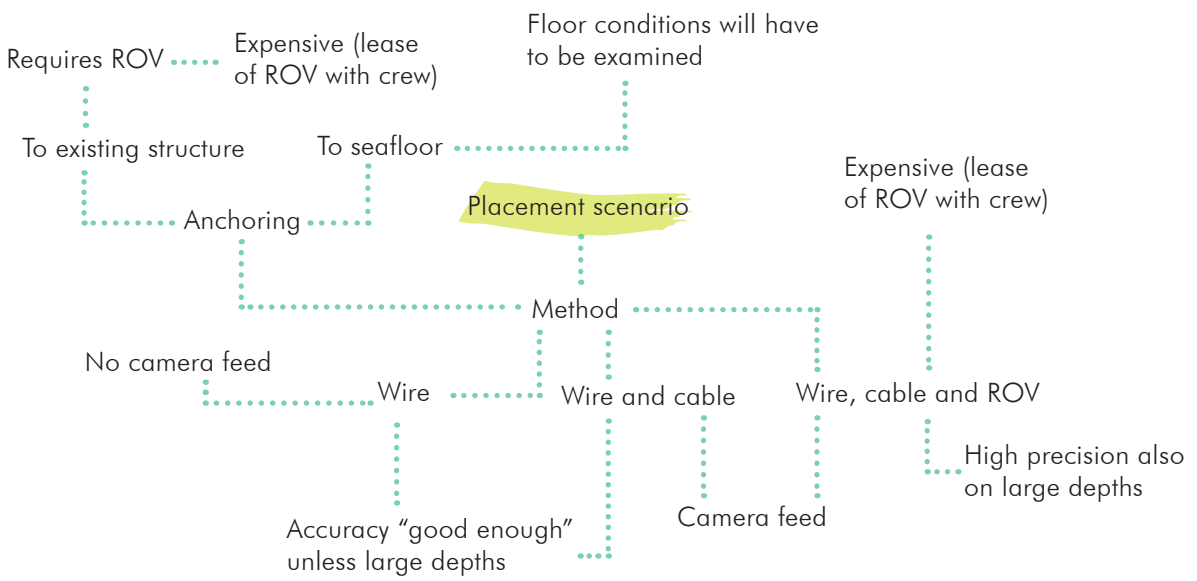 Floor conditions will have
to be examined
Requires ROV
Expensive (lease
of ROV with crew)
To existing structure
To seafloor
Expensive (lease
of ROV with crew)
Placement scenario
Anchoring
Method
No camera feed
Wire
Wire and cable
Wire, cable and ROV
High precision also
on large depths
Camera feed
Accuracy “good enough”
unless large depths